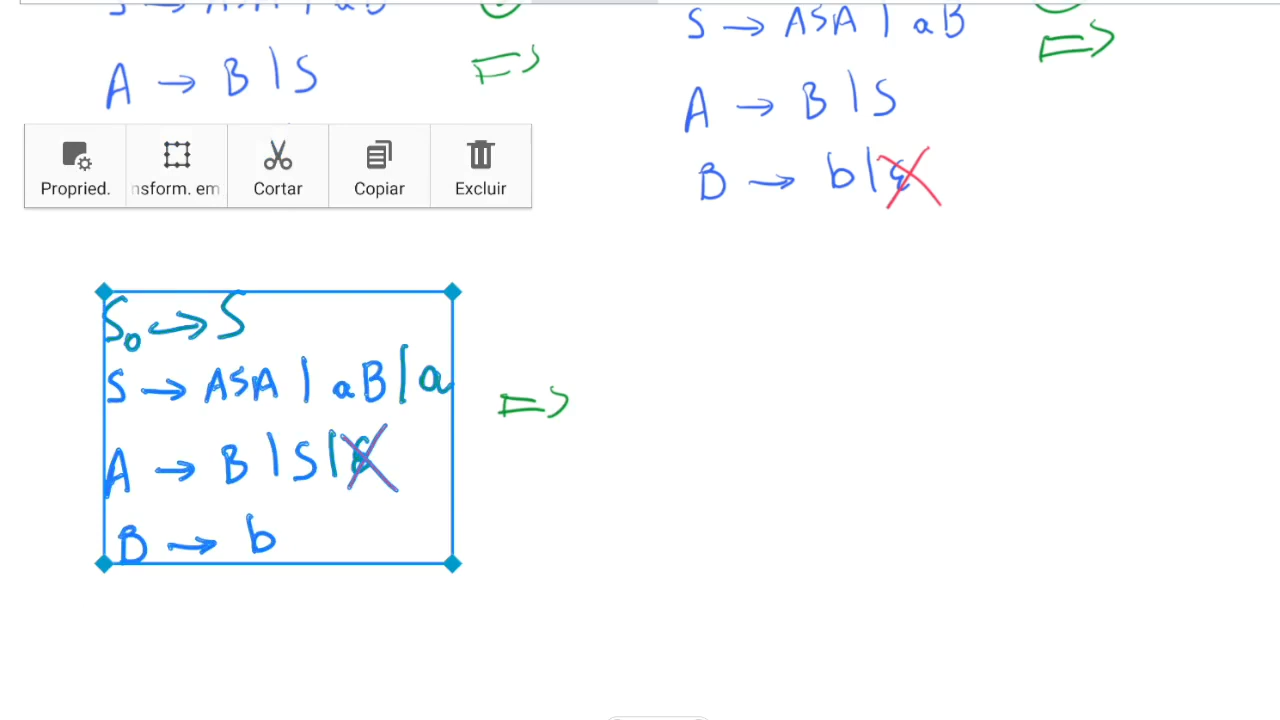 S → ASA | aB
A → B | S
S → ASA | aB
A → B | S
B → b | ε
Propried.
nsform. em
Cortar
Copiar
Excluir
S₀ → S
S → ASA | aB | a
A → B | S | ε
B → b